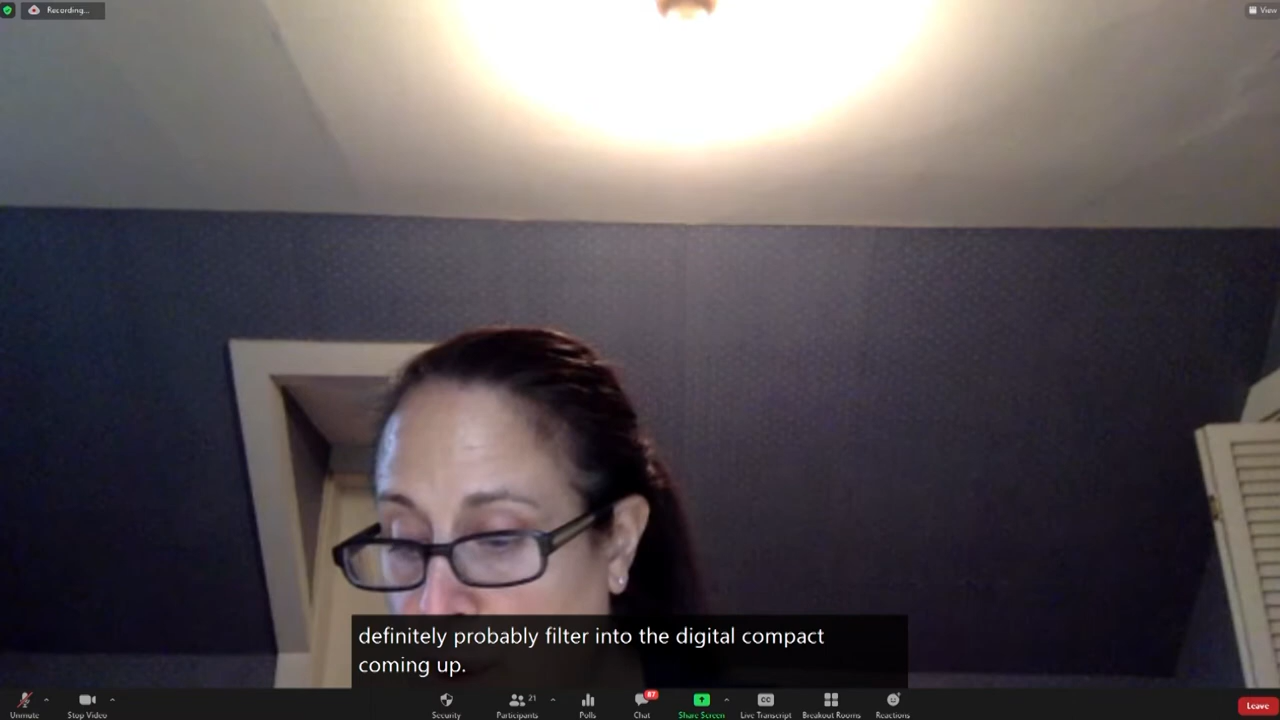 Recording...
View
definitely probably filter into the digital compact
coming up.
Unmute
Stop Video
Security
Participants
21
Polls
Chat
87
Share Screen
CC
Live Transcript
Breakout Rooms
Reactions
Leave